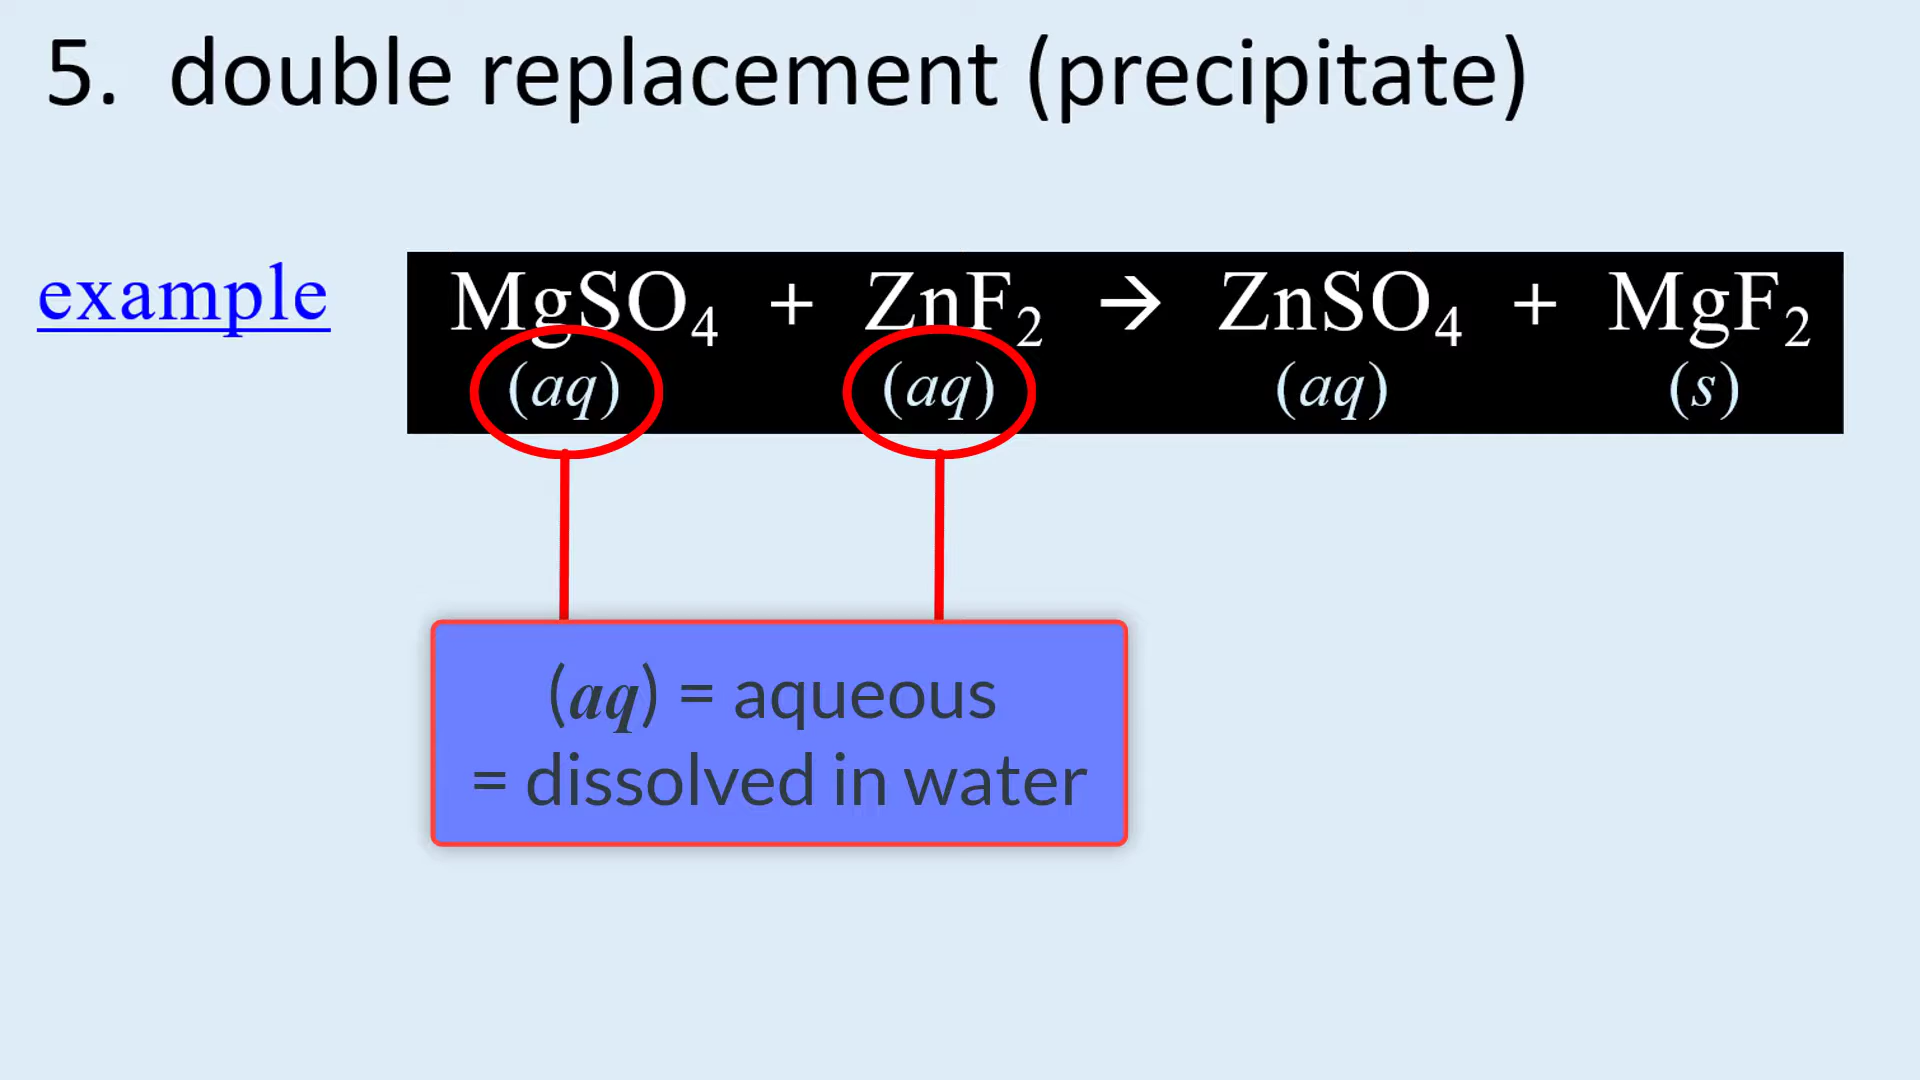 5. double replacement (precipitate)
example
MgSO₄ + ZnF₂ → ZnSO₄ + MgF₂
(aq) (aq) (aq) (s)
(aq) = aqueous
= dissolved in water